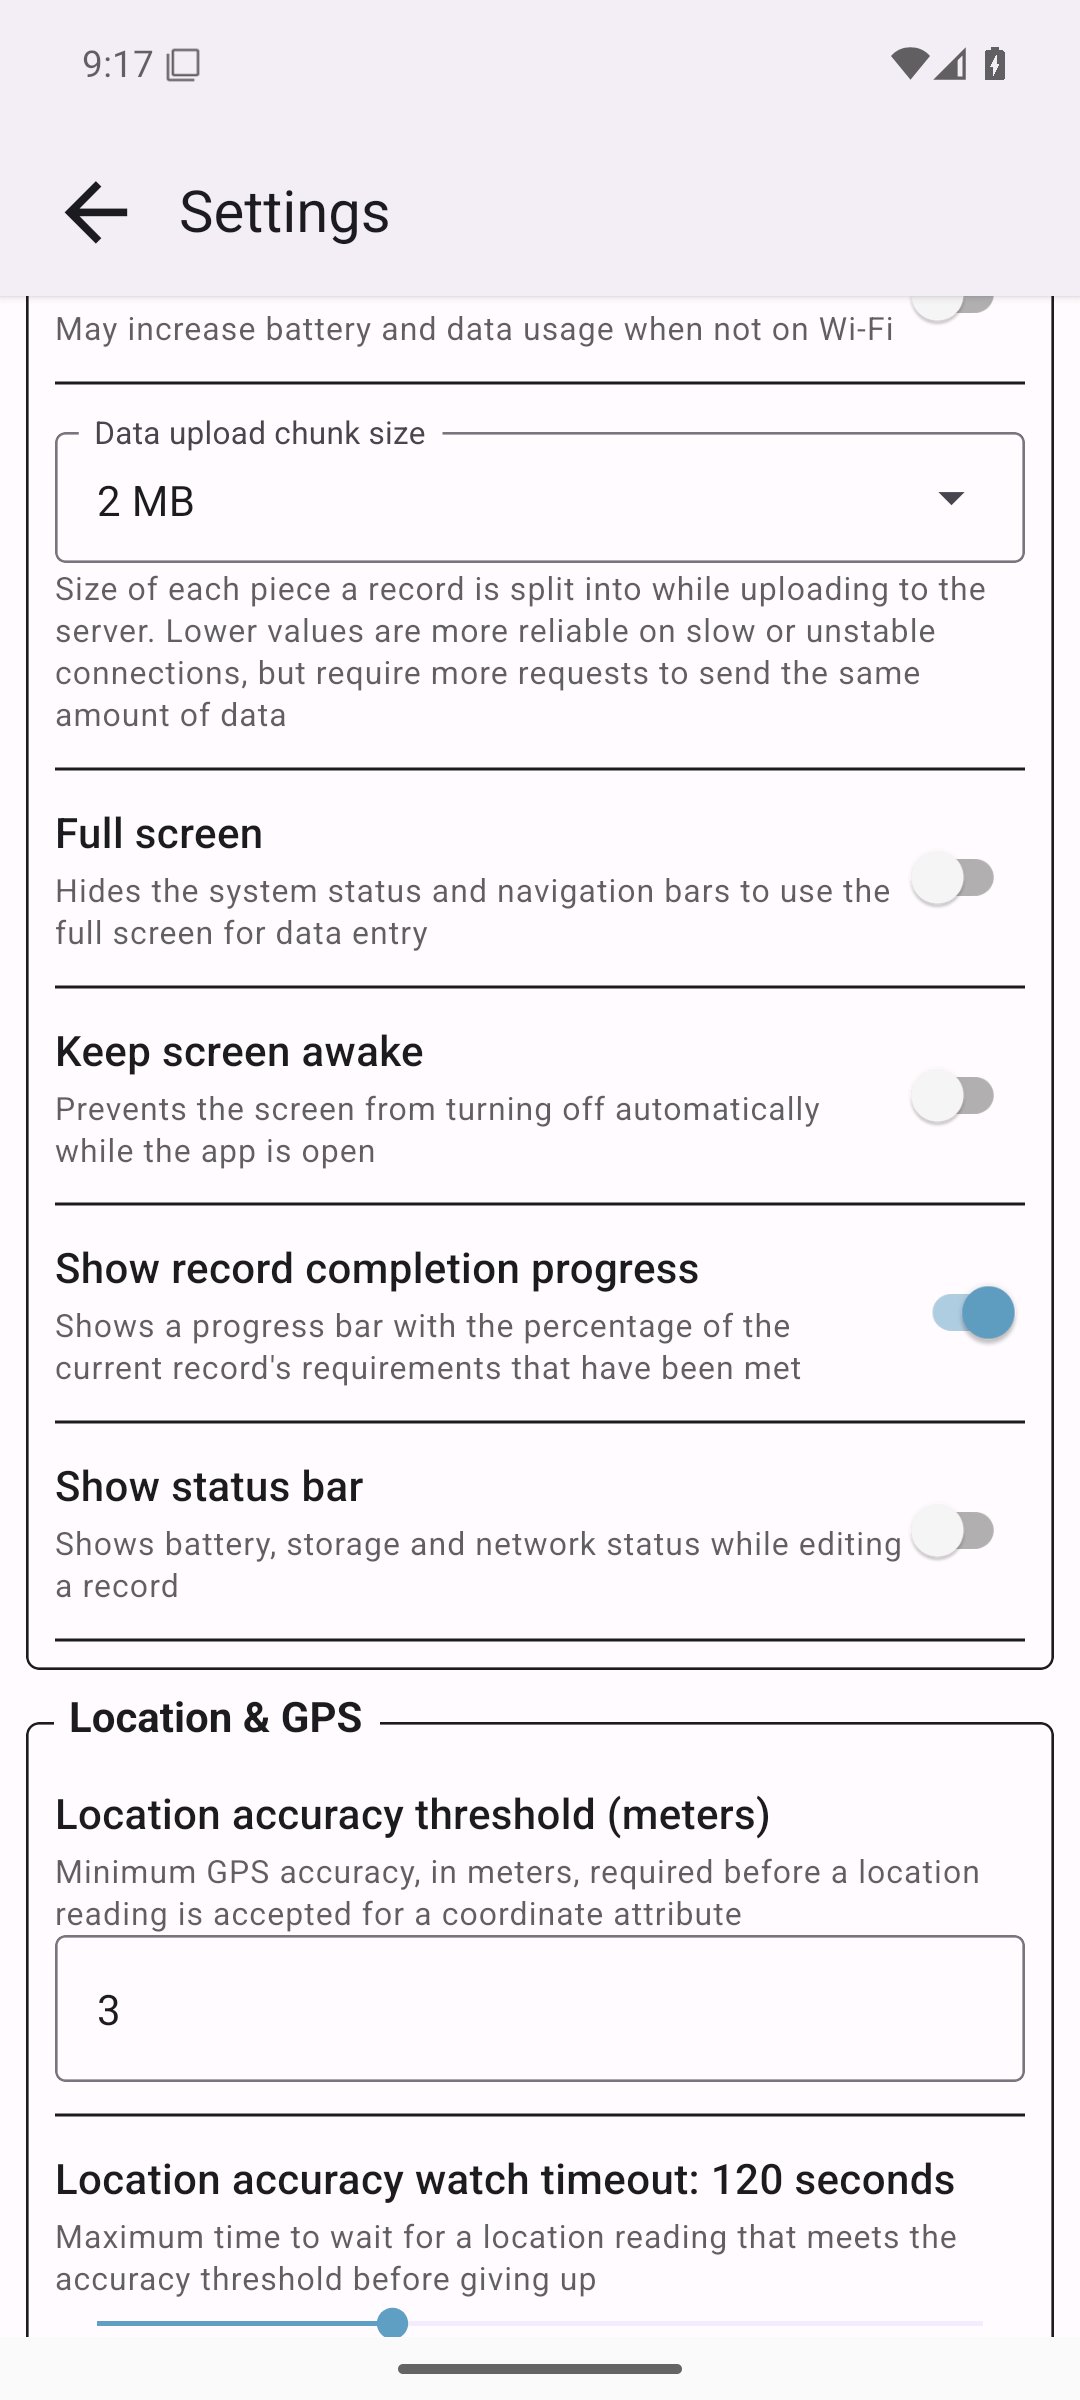 9:17
Settings
May increase battery and data usage when not on Wi-Fi
Data upload chunk size
2 MB
Size of each piece a record is split into while uploading to the
server. Lower values are more reliable on slow or unstable
connections, but require more requests to send the same
amount of data
Full screen
Hides the system status and navigation bars to use the
full screen for data entry
Keep screen awake
Prevents the screen from turning off automatically
while the app is open
Show record completion progress
Shows a progress bar with the percentage of the
current record's requirements that have been met
Show status bar
Shows battery, storage and network status while editing
a record
Location & GPS
Location accuracy threshold (meters)
Minimum GPS accuracy, in meters, required before a location
reading is accepted for a coordinate attribute
3
Location accuracy watch timeout: 120 seconds
Maximum time to wait for a location reading that meets the
accuracy threshold before giving up